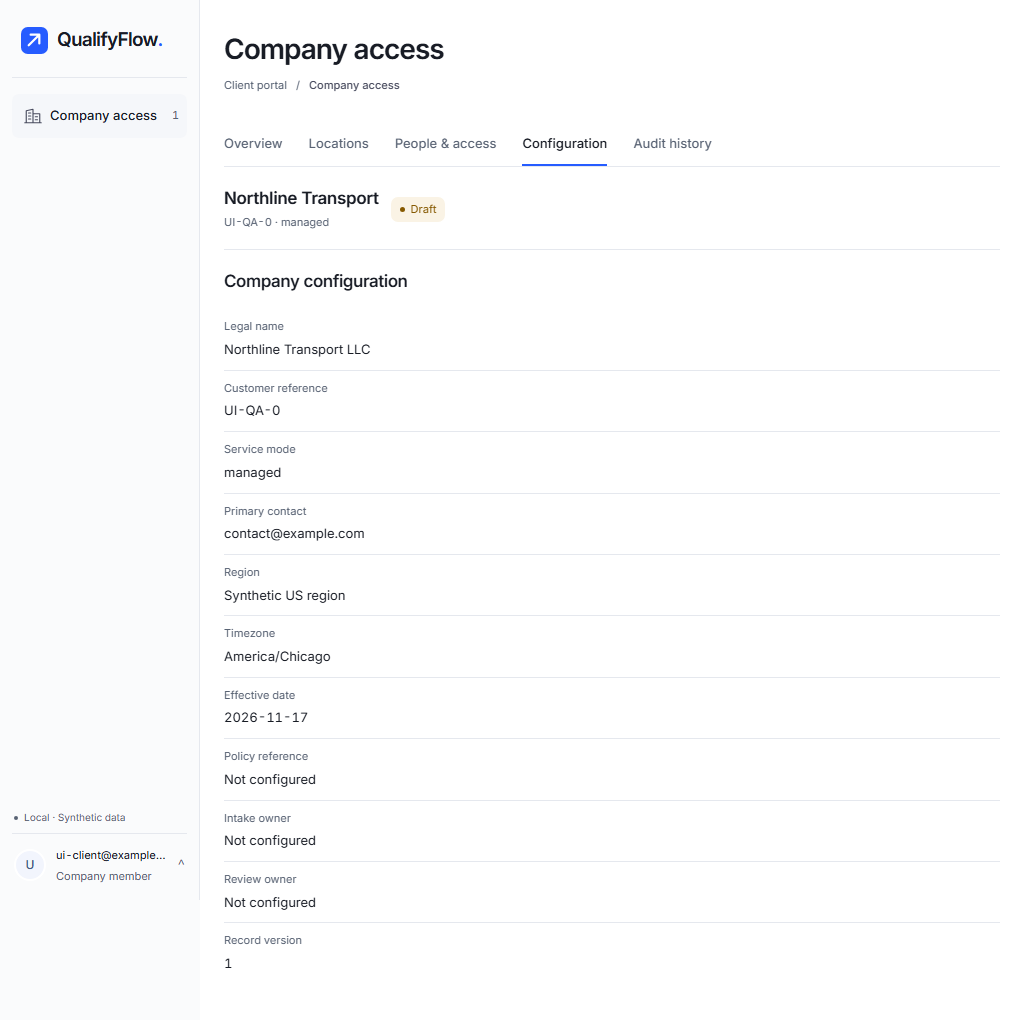 QualifyFlow.
Company access 1
Local · Synthetic data
U
ui-client@example...
Company member
^
Company access
Client portal / Company access
Overview Locations People & access Configuration Audit history
Northline Transport
UI-QA-0 · managed
Draft
Company configuration
Legal name
Northline Transport LLC
Customer reference
UI-QA-0
Service mode
managed
Primary contact
contact@example.com
Region
Synthetic US region
Timezone
America/Chicago
Effective date
2026-11-17
Policy reference
Not configured
Intake owner
Not configured
Review owner
Not configured
Record version
1